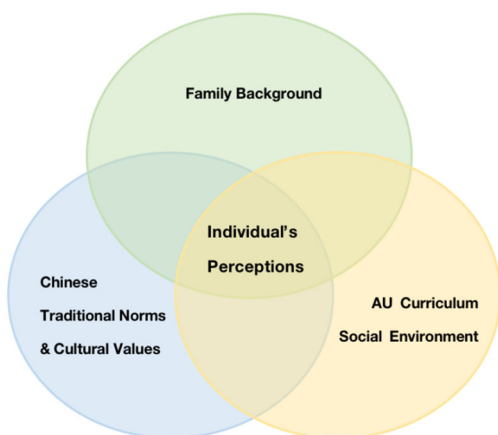 Family Background
Individual's
Perceptions
Chinese
Traditional Norms
& Cultural Values
AU Curriculum
Social Environment